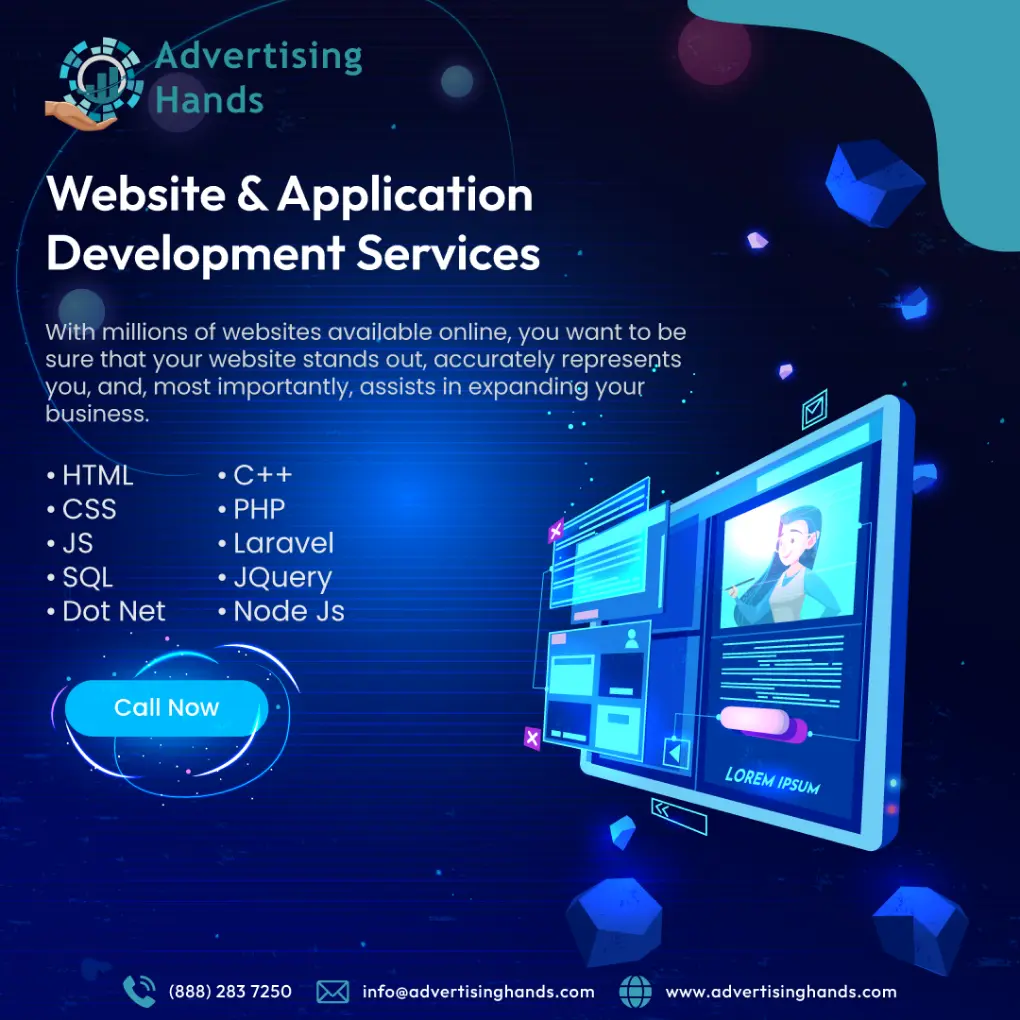 Advertising
Hands
Website & Application
Development Services
With millions of websites available online, you want to be
sure that your website stands out, accurately represents
you, and, most importantly, assists in expanding your
business.
• HTML
• CSS
• JS
• SQL
• Dot Net
• C++
• PHP
• Laravel
• JQuery
• Node Js
Call Now
LOREM IPSUM
(888) 283 7250
info@advertisinghands.com
www.advertisinghands.com